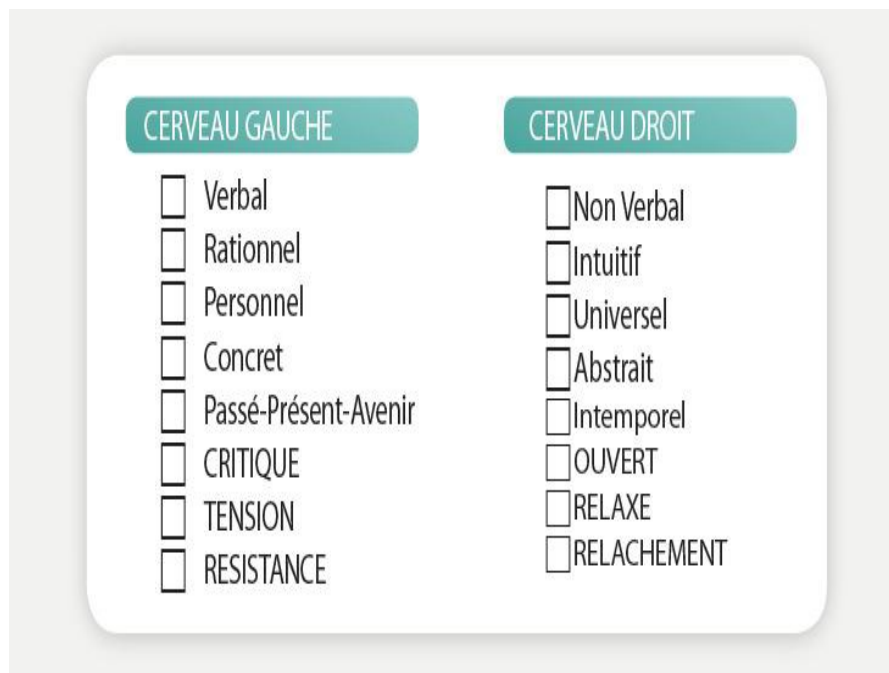 CERVEAU GAUCHE
Verbal
Rationnel
Personnel
Concret
Passé-Présent-Avenir
CRITIQUE
TENSION
RESISTANCE
CERVEAU DROIT
Non Verbal
Intuitif
Universel
Abstrait
Intemporel
OUVERT
RELAXE
RELACHEMENT